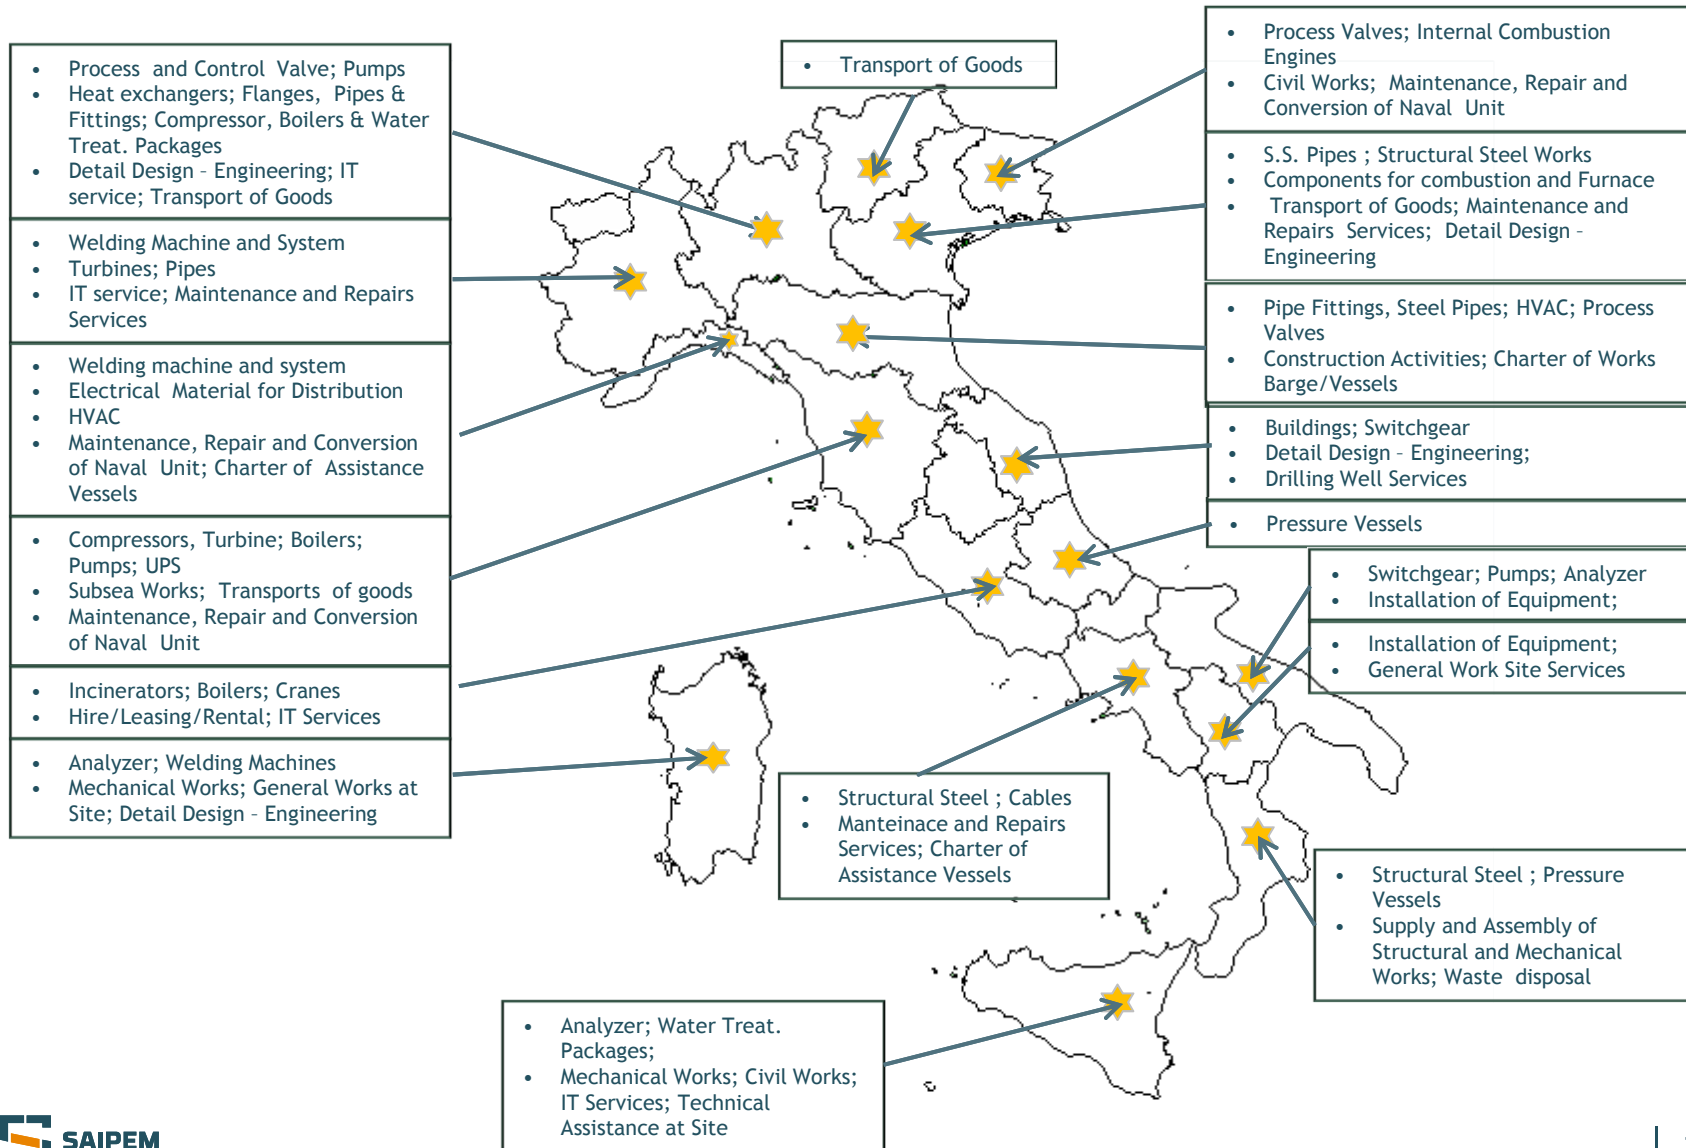 • Process and Control Valve; Pumps
• Heat exchangers; Flanges, Pipes &
Fittings; Compressor, Boilers & Water
Treat. Packages
• Detail Design – Engineering; IT
service; Transport of Goods
• Welding Machine and System
• Turbines; Pipes
• IT service; Maintenance and Repairs
Services
• Welding machine and system
• Electrical Material for Distribution
• HVAC
• Maintenance, Repair and Conversion
of Naval Unit; Charter of Assistance
Vessels
• Compressors, Turbine; Boilers;
Pumps; UPS
• Subsea Works; Transports of goods
• Maintenance, Repair and Conversion
of Naval Unit
• Incinerators; Boilers; Cranes
• Hire/Leasing/Rental; IT Services
• Analyzer; Welding Machines
• Mechanical Works; General Works at
Site; Detail Design – Engineering
• Transport of Goods
• Process Valves; Internal Combustion
Engines
• Civil Works; Maintenance, Repair and
Conversion of Naval Unit
• S.S. Pipes ; Structural Steel Works
• Components for combustion and Furnace
• Transport of Goods; Maintenance and
Repairs Services; Detail Design –
Engineering
• Pipe Fittings, Steel Pipes; HVAC; Process
Valves
• Construction Activities; Charter of Works
Barge/Vessels
• Buildings; Switchgear
• Detail Design – Engineering;
• Drilling Well Services
• Pressure Vessels
• Switchgear; Pumps; Analyzer
• Installation of Equipment;
• Installation of Equipment;
• General Work Site Services
• Structural Steel ; Cables
• Manteinace and Repairs
Services; Charter of
Assistance Vessels
• Structural Steel ; Pressure
Vessels
• Supply and Assembly of
Structural and Mechanical
Works; Waste disposal
• Analyzer; Water Treat.
Packages;
• Mechanical Works; Civil Works;
IT Services; Technical
Assistance at Site
SAIPEM